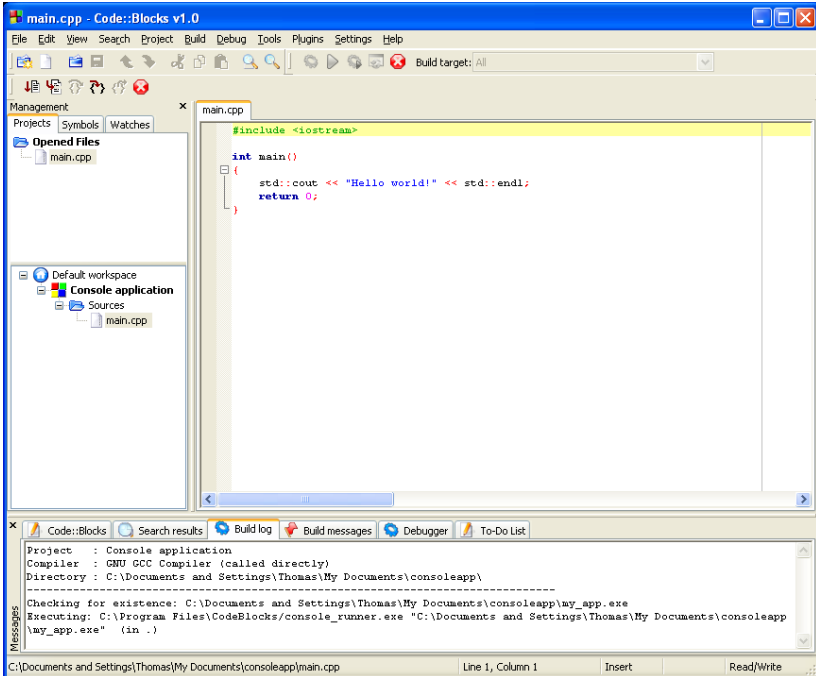 main.cpp - Code::Blocks v1.0
File Edit View Search Project Build Debug Tools Plugins Settings Help
Build target: All
Management
main.cpp
Projects Symbols Watches
Opened Files
main.cpp
#include <iostream>
int main()
{
std::cout << "Hello world!" << std::endl;
return 0;
}
Default workspace
Console application
Sources
main.cpp
Code::Blocks Search results Build log Build messages Debugger To-Do List
Messages
Project : Console application
Compiler : GNU GCC Compiler (called directly)
Directory : C:\Documents and Settings\Thomas\My Documents\consoleapp\
--------------------------------------------------------------------------------
Checking for existence: C:\Documents and Settings\Thomas\My Documents\consoleapp\my_app.exe
Executing: C:\Program Files\CodeBlocks/console_runner.exe "C:\Documents and Settings\Thomas\My Documents\consoleapp
\my_app.exe" (in .)
C:\Documents and Settings\Thomas\My Documents\consoleapp\main.cpp Line 1, Column 1 Insert Read/Write